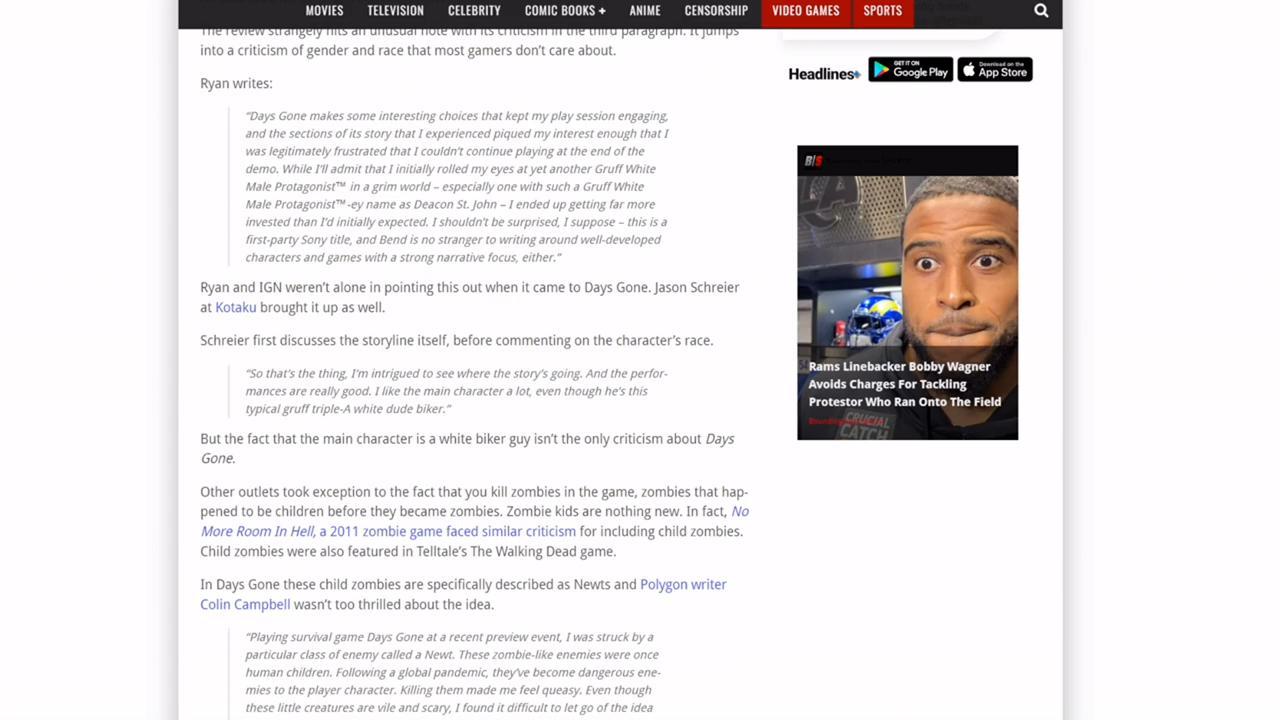 MOVIES TELEVISION CELEBRITY COMIC BOOKS + ANIME CENSORSHIP VIDEO GAMES SPORTS
The review strangely hits an unusual note with its criticism in the third paragraph. It jumps
into a criticism of gender and race that most gamers don’t care about.
Ryan writes:
“Days Gone makes some interesting choices that kept my play session engaging,
and the sections of its story that I experienced piqued my interest enough that I
was legitimately frustrated that I couldn’t continue playing at the end of the
demo. While I’ll admit that I initially rolled my eyes at yet another Gruff White
Male Protagonist™ in a grim world – especially one with such a Gruff White
Male Protagonist™-ey name as Deacon St. John – I ended up getting far more
invested than I’d initially expected. I shouldn’t be surprised, I suppose – this is a
first-party Sony title, and Bend is no stranger to writing around well-developed
characters and games with a strong narrative focus, either.”
Ryan and IGN weren’t alone in pointing this out when it came to Days Gone. Jason Schreier
at Kotaku brought it up as well.
Schreier first discusses the storyline itself, before commenting on the character’s race.
“So that’s the thing, I’m intrigued to see where the story’s going. And the perfor-
mances are really good. I like the main character a lot, even though he’s this
typical gruff triple-A white dude biker.”
But the fact that the main character is a white biker guy isn’t the only criticism about Days
Gone.
Other outlets took exception to the fact that you kill zombies in the game, zombies that hap-
pened to be children before they became zombies. Zombie kids are nothing new. In fact, No
More Room In Hell, a 2011 zombie game faced similar criticism for including child zombies.
Child zombies were also featured in Telltale’s The Walking Dead game.
In Days Gone these child zombies are specifically described as Newts and Polygon writer
Colin Campbell wasn’t too thrilled about the idea.
“Playing survival game Days Gone at a recent preview event, I was struck by a
particular class of enemy called a Newt. These zombie-like enemies were once
human children. Following a global pandemic, they’ve become dangerous ene-
mies to the player character. Killing them made me feel queasy. Even though
these little creatures are vile and scary, I found it difficult to let go of the idea
Headlines+
GET IT ON
Google Play
Download on the
App Store
B|S
Rams Linebacker Bobby Wagner
Avoids Charges For Tackling
Protestor Who Ran Onto The Field
CRUCIAL
CATCH